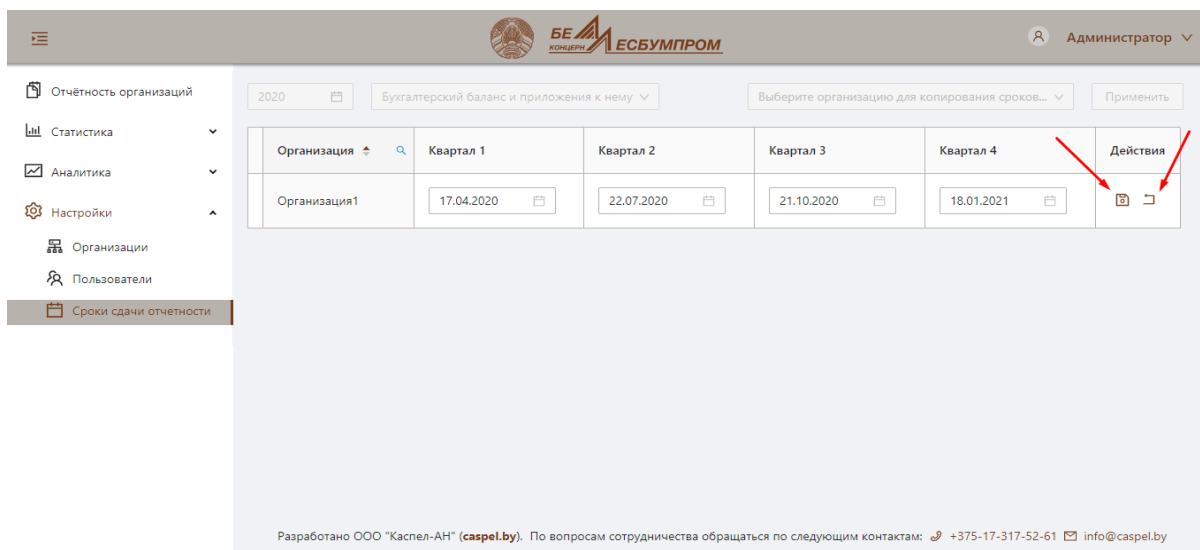 БЕЛЛЕСБУМПРОМ
КОНЦЕРН
Администратор
Отчётность организаций
Статистика
Аналитика
Настройки
Организации
Пользователи
Сроки сдачи отчетности
2020 Бухгалтерский баланс и приложения к нему Выберите организацию для копирования сроков... Применить
Организация Квартал 1 Квартал 2 Квартал 3 Квартал 4 Действия
Организация1 17.04.2020 22.07.2020 21.10.2020 18.01.2021
Разработано ООО "Каспел-АН" (caspel.by). По вопросам сотрудничества обращаться по следующим контактам: +375-17-317-52-61 info@caspel.by